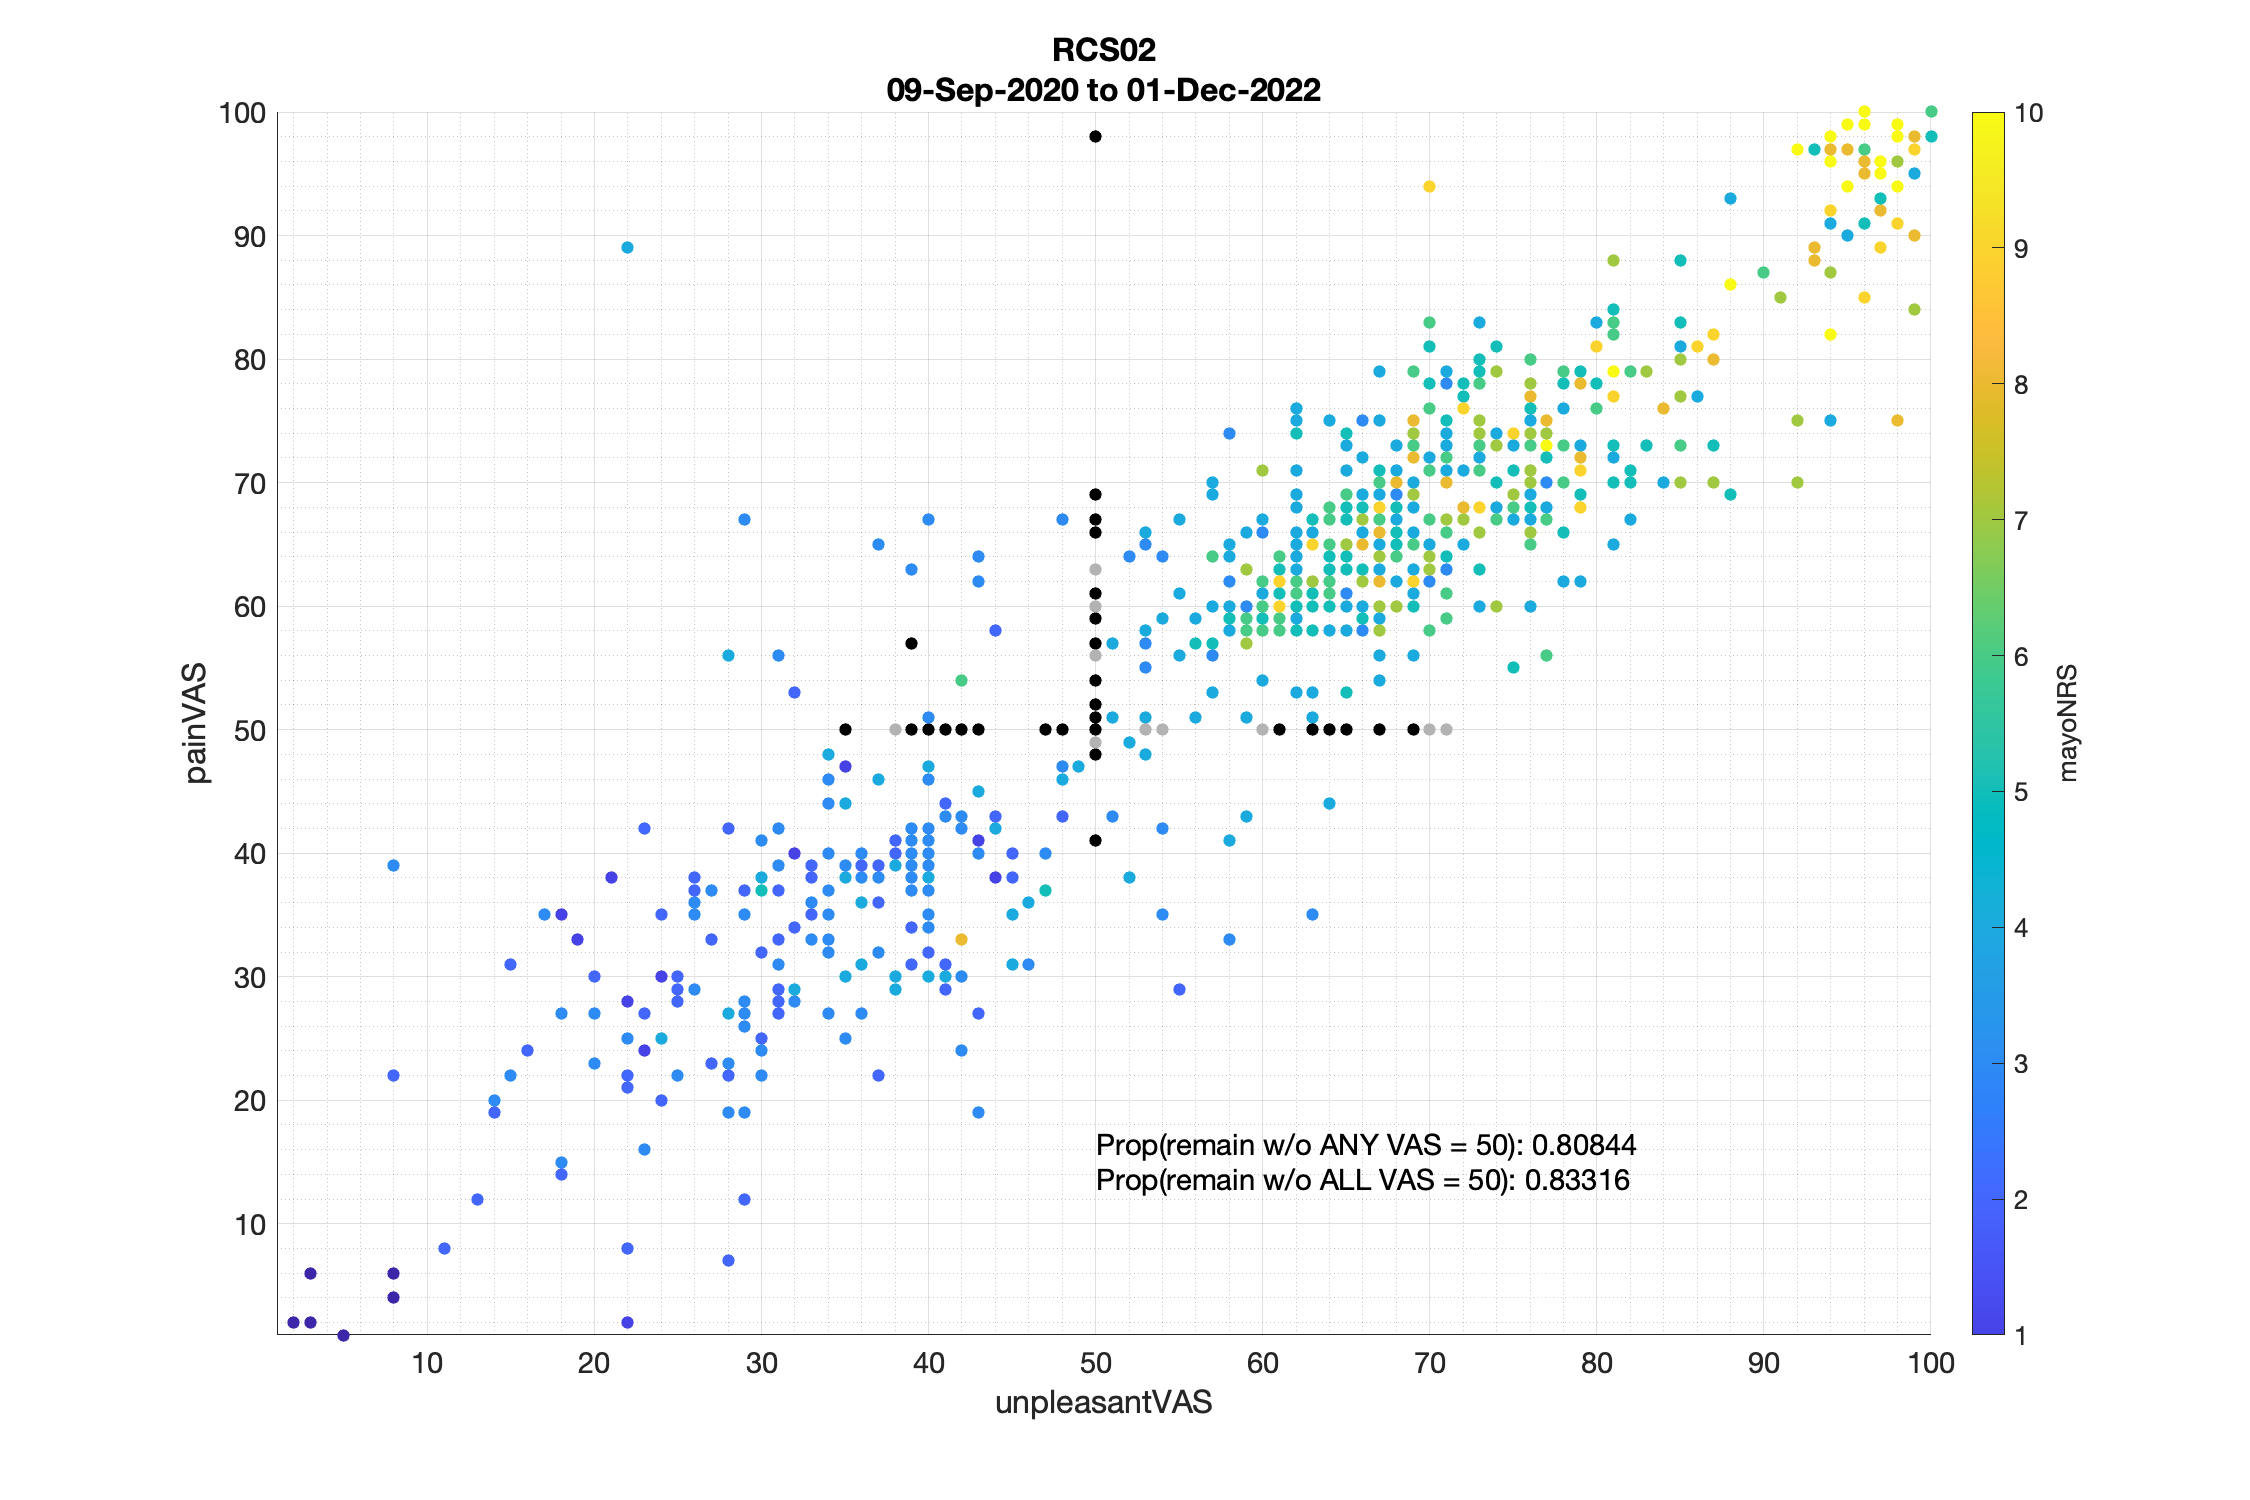 RCS02
09-Sep-2020 to 01-Dec-2022
100
90
80
70
60
50
40
30
20
10
painVAS
Prop(remain w/o ANY VAS = 50): 0.80844
Prop(remain w/o ALL VAS = 50): 0.83316
10 20 30 40 50 60 70 80 90 100
unpleasantVAS
10
9
8
7
6
5
4
3
2
1
mayoNRS